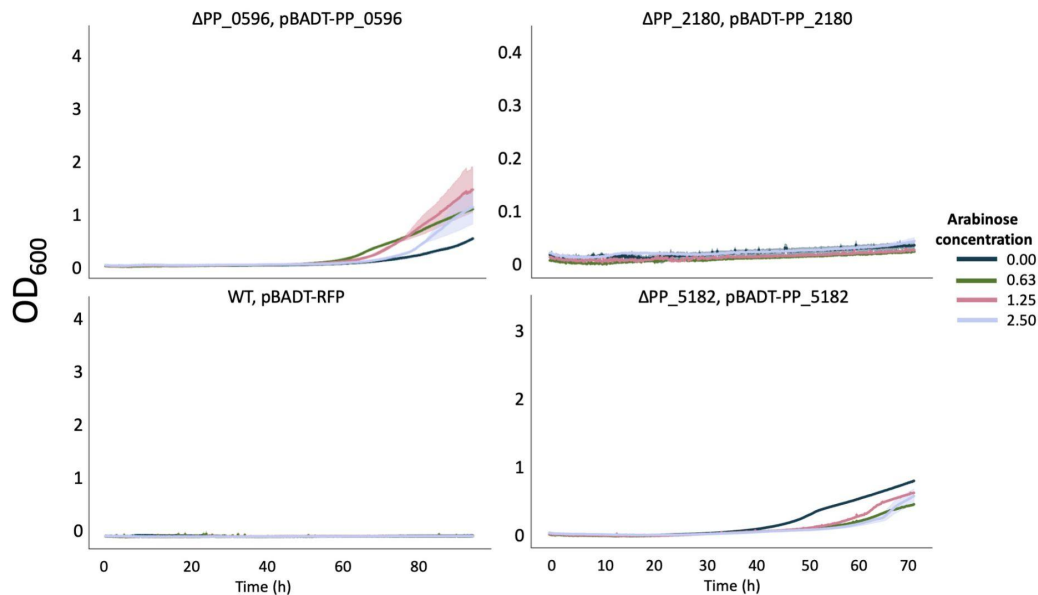 ΔPP_0596, pBADT-PP_0596
4
3
2
1
0
ΔPP_2180, pBADT-PP_2180
0.4
0.3
0.2
0.1
0
OD600
WT, pBADT-RFP
4
3
2
1
0
0 20 40 60 80
Time (h)
ΔPP_5182, pBADT-PP_5182
3
2
1
0
0 10 20 30 40 50 60 70
Time (h)
Arabinose
concentration
0.00
0.63
1.25
2.50